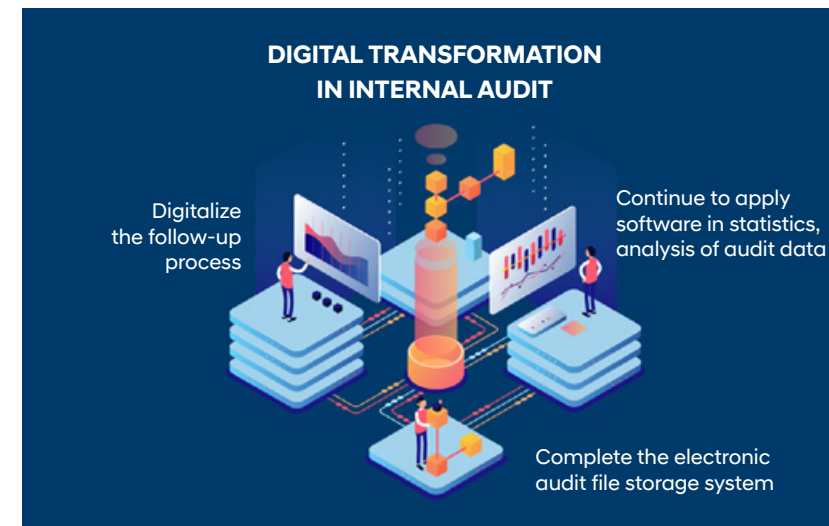 DIGITAL TRANSFORMATION
IN INTERNAL AUDIT
Digitalize
the follow-up
process
Continue to apply
software in statistics,
analysis of audit data
Complete the electronic
audit file storage system